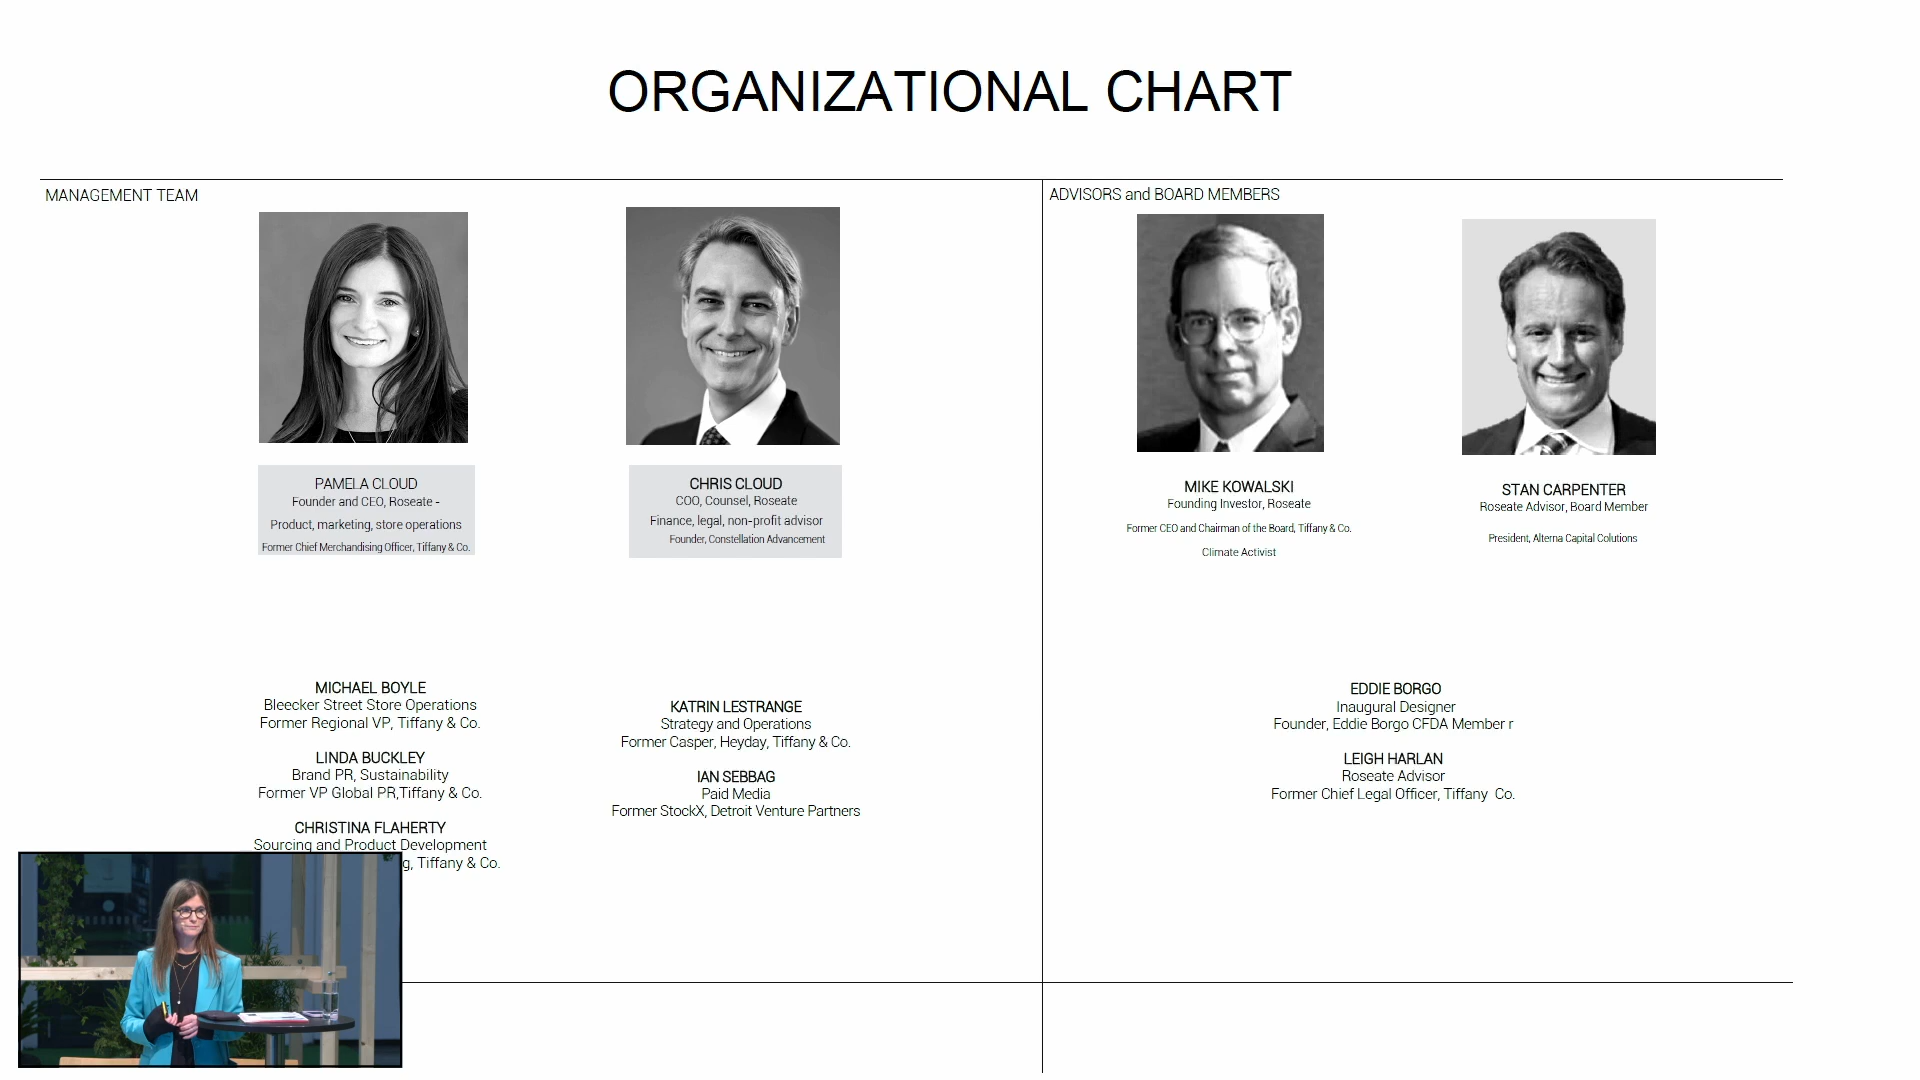 ORGANIZATIONAL CHART
MANAGEMENT TEAM
PAMELA CLOUD
Founder and CEO, Roseate -
Product, marketing, store operations
Former Chief Merchandising Officer, Tiffany & Co.
CHRIS CLOUD
COO, Counsel, Roseate
Finance, legal, non-profit advisor
Founder, Constellation Advancement
MICHAEL BOYLE
Bleecker Street Store Operations
Former Regional VP, Tiffany & Co.
LINDA BUCKLEY
Brand PR, Sustainability
Former VP Global PR,Tiffany & Co.
CHRISTINA FLAHERTY
Sourcing and Product Development
g, Tiffany & Co.
KATRIN LESTRANGE
Strategy and Operations
Former Casper, Heyday, Tiffany & Co.
IAN SEBBAG
Paid Media
Former StockX, Detroit Venture Partners
ADVISORS and BOARD MEMBERS
MIKE KOWALSKI
Founding Investor, Roseate
Former CEO and Chairman of the Board, Tiffany & Co.
Climate Activist
STAN CARPENTER
Roseate Advisor, Board Member
President, Alterna Capital Colutions
EDDIE BORGO
Inaugural Designer
Founder, Eddie Borgo CFDA Member r
LEIGH HARLAN
Roseate Advisor
Former Chief Legal Officer, Tiffany  Co.